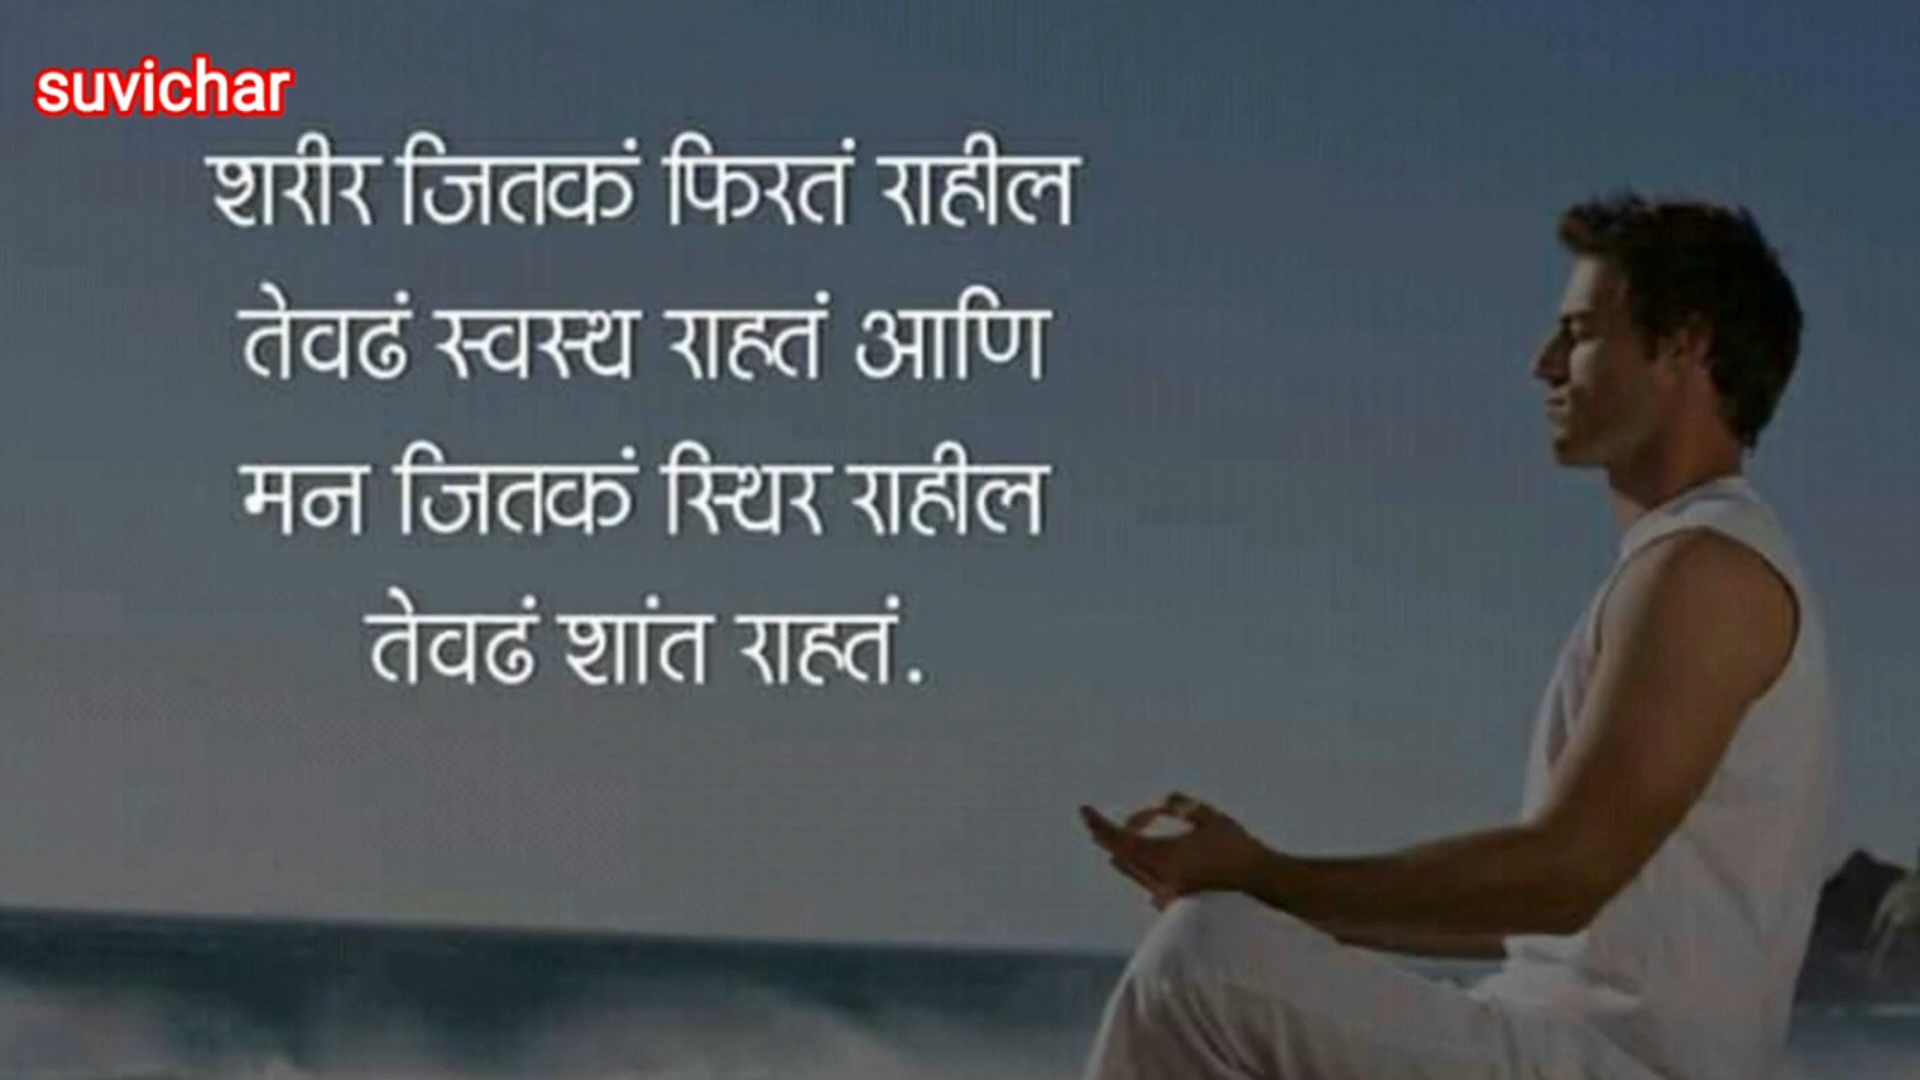 suvichar
शरीर जितकं फिरतं राहील
तेवढं स्वस्थ राहतं आणि
मन जितकं स्थिर राहील
तेवढं शांत राहतं.